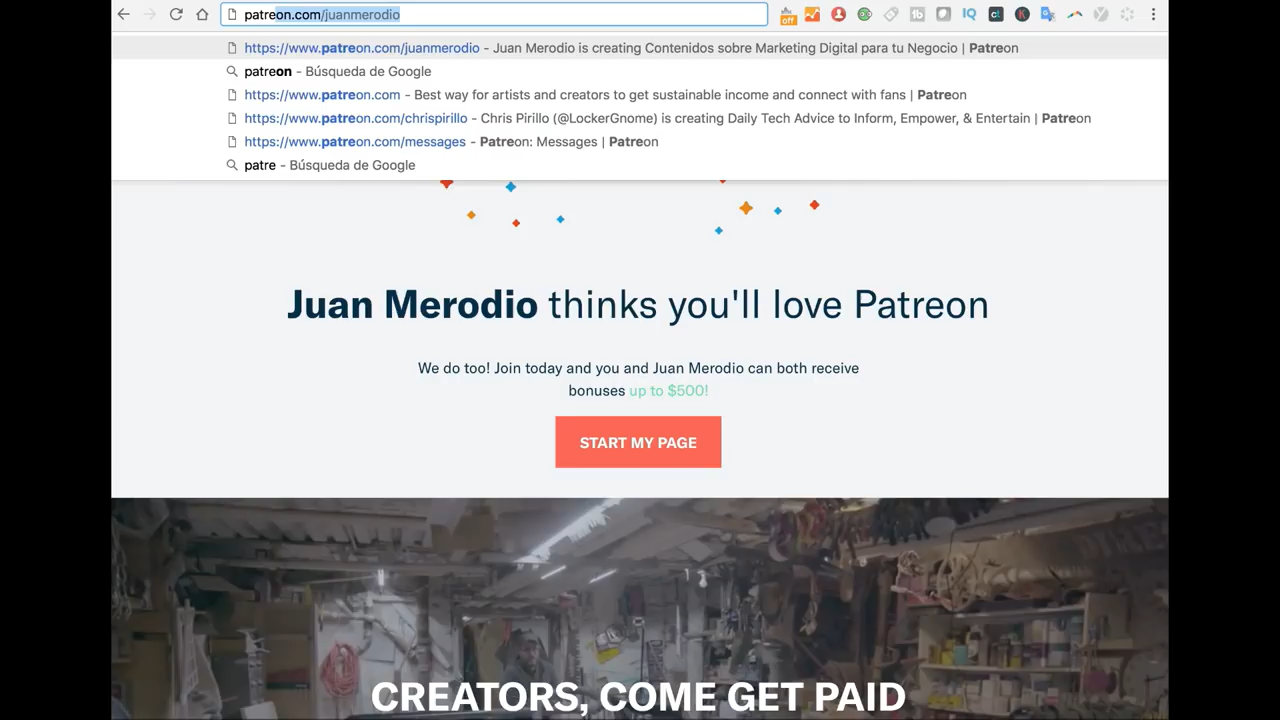 patreon.com/juanmerodio
off
https://www.patreon.com/juanmerodio - Juan Merodio is creating Contenidos sobre Marketing Digital para tu Negocio | Patreon
patreon - Búsqueda de Google
https://www.patreon.com - Best way for artists and creators to get sustainable income and connect with fans | Patreon
https://www.patreon.com/chrispirillo - Chris Pirillo (@LockerGnome) is creating Daily Tech Advice to Inform, Empower, & Entertain | Patreon
https://www.patreon.com/messages - Patreon: Messages | Patreon
patre - Búsqueda de Google
Juan Merodio thinks you'll love Patreon
We do too! Join today and you and Juan Merodio can both receive
bonuses up to $500!
START MY PAGE
CREATORS, COME GET PAID